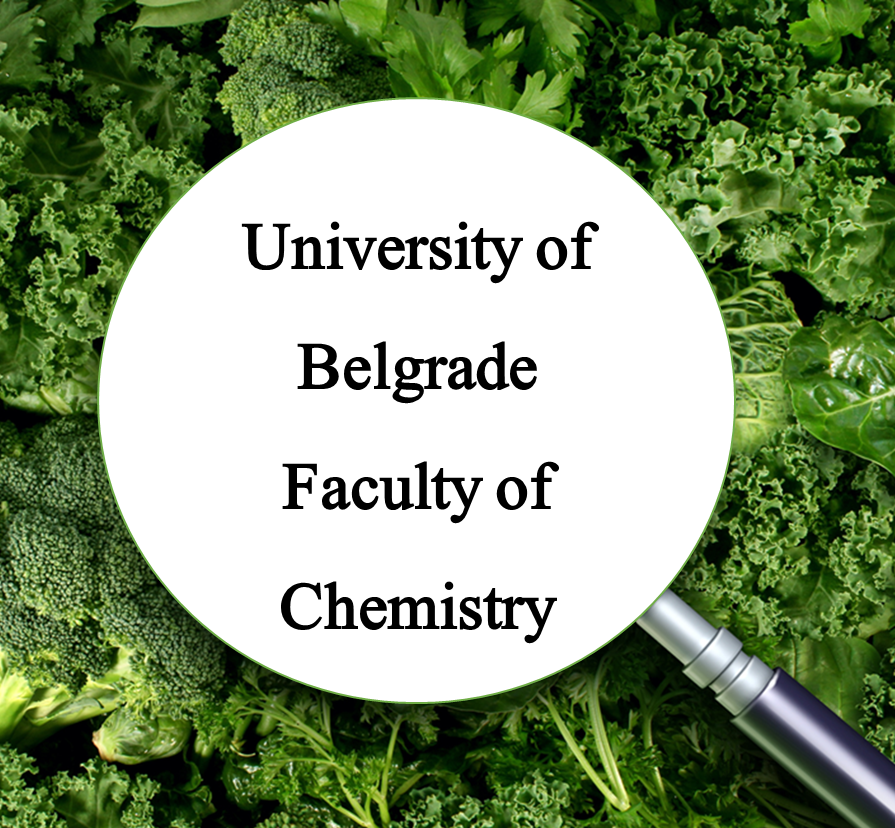 University of
Belgrade
Faculty of
Chemistry